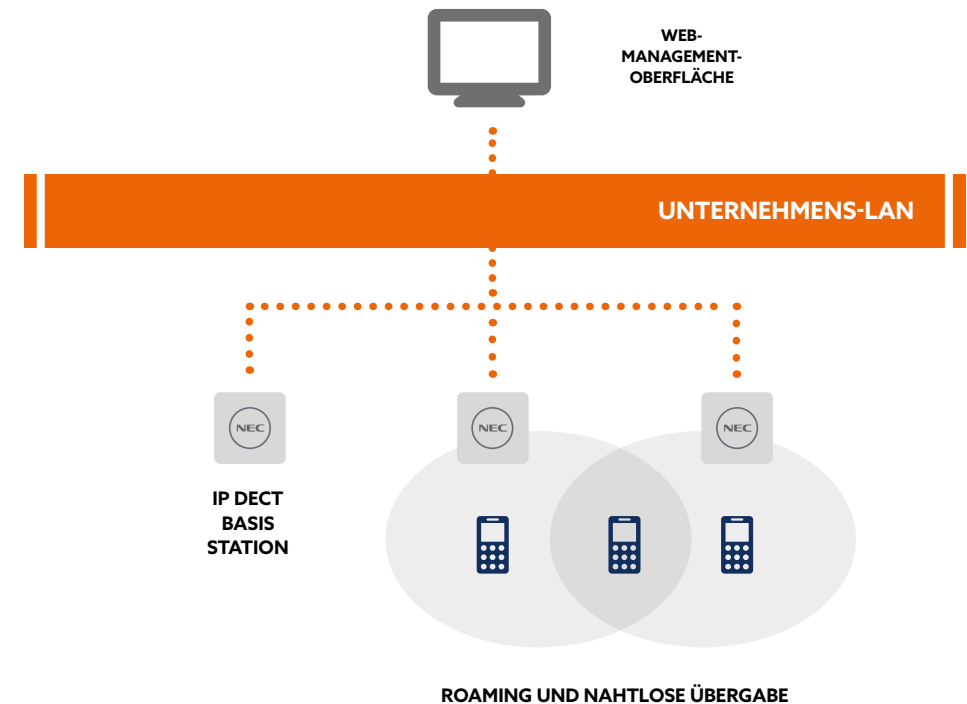 WEB-
MANAGEMENT-
OBERFLÄCHE
UNTERNEHMENS-LAN
NEC
NEC
NEC
IP DECT
BASIS
STATION
ROAMING UND NAHTLOSE ÜBERGABE